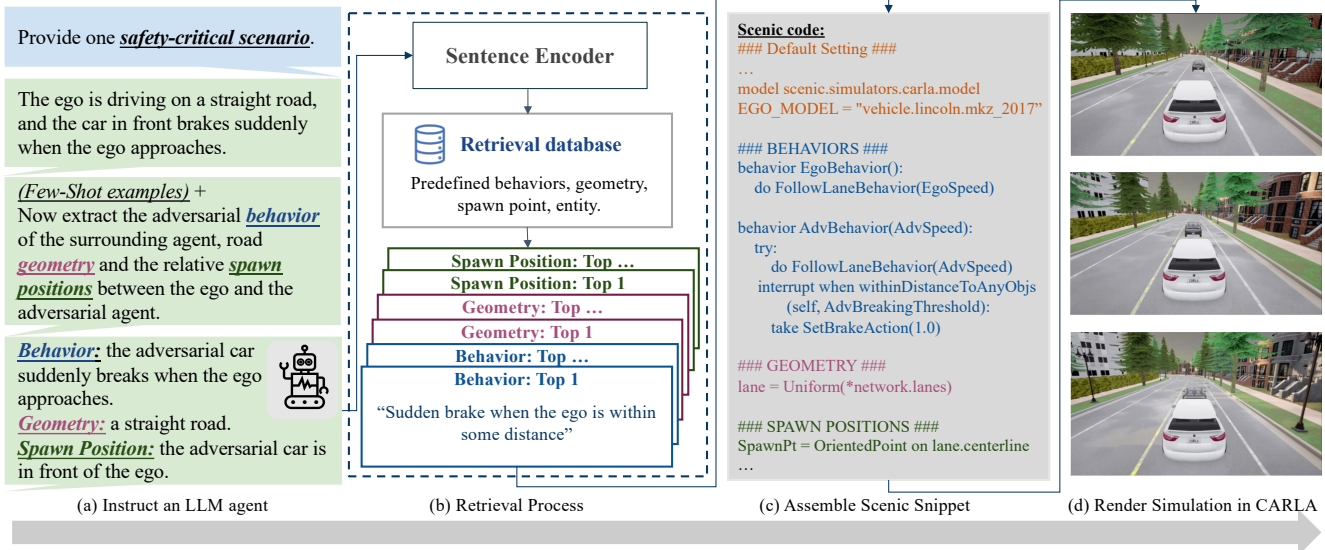 Provide one safety-critical scenario.
The ego is driving on a straight road,
and the car in front brakes suddenly
when the ego approaches.
(Few-Shot examples) +
Now extract the adversarial behavior
of the surrounding agent, road
geometry and the relative spawn
positions between the ego and the
adversarial agent.
Behavior: the adversarial car
suddenly breaks when the ego
approaches.
Geometry: a straight road.
Spawn Position: the adversarial car is
in front of the ego.
(a) Instruct an LLM agent
Sentence Encoder
Retrieval database
Predefined behaviors, geometry,
spawn point, entity.
Spawn Position: Top …
Spawn Position: Top 1
Geometry: Top …
Geometry: Top 1
Behavior: Top …
Behavior: Top 1
“Sudden brake when the ego is within
some distance”
(b) Retrieval Process
Scenic code:
### Default Setting ###
…
model scenic.simulators.carla.model
EGO_MODEL = "vehicle.lincoln.mkz_2017”
### BEHAVIORS ###
behavior EgoBehavior():
do FollowLaneBehavior(EgoSpeed)
behavior AdvBehavior(AdvSpeed):
try:
do FollowLaneBehavior(AdvSpeed)
interrupt when withinDistanceToAnyObjs
(self, AdvBreakingThreshold):
take SetBrakeAction(1.0)
### GEOMETRY ###
lane = Uniform(*network.lanes)
### SPAWN POSITIONS ###
SpawnPt = OrientedPoint on lane.centerline
…
(c) Assemble Scenic Snippet
(d) Render Simulation in CARLA